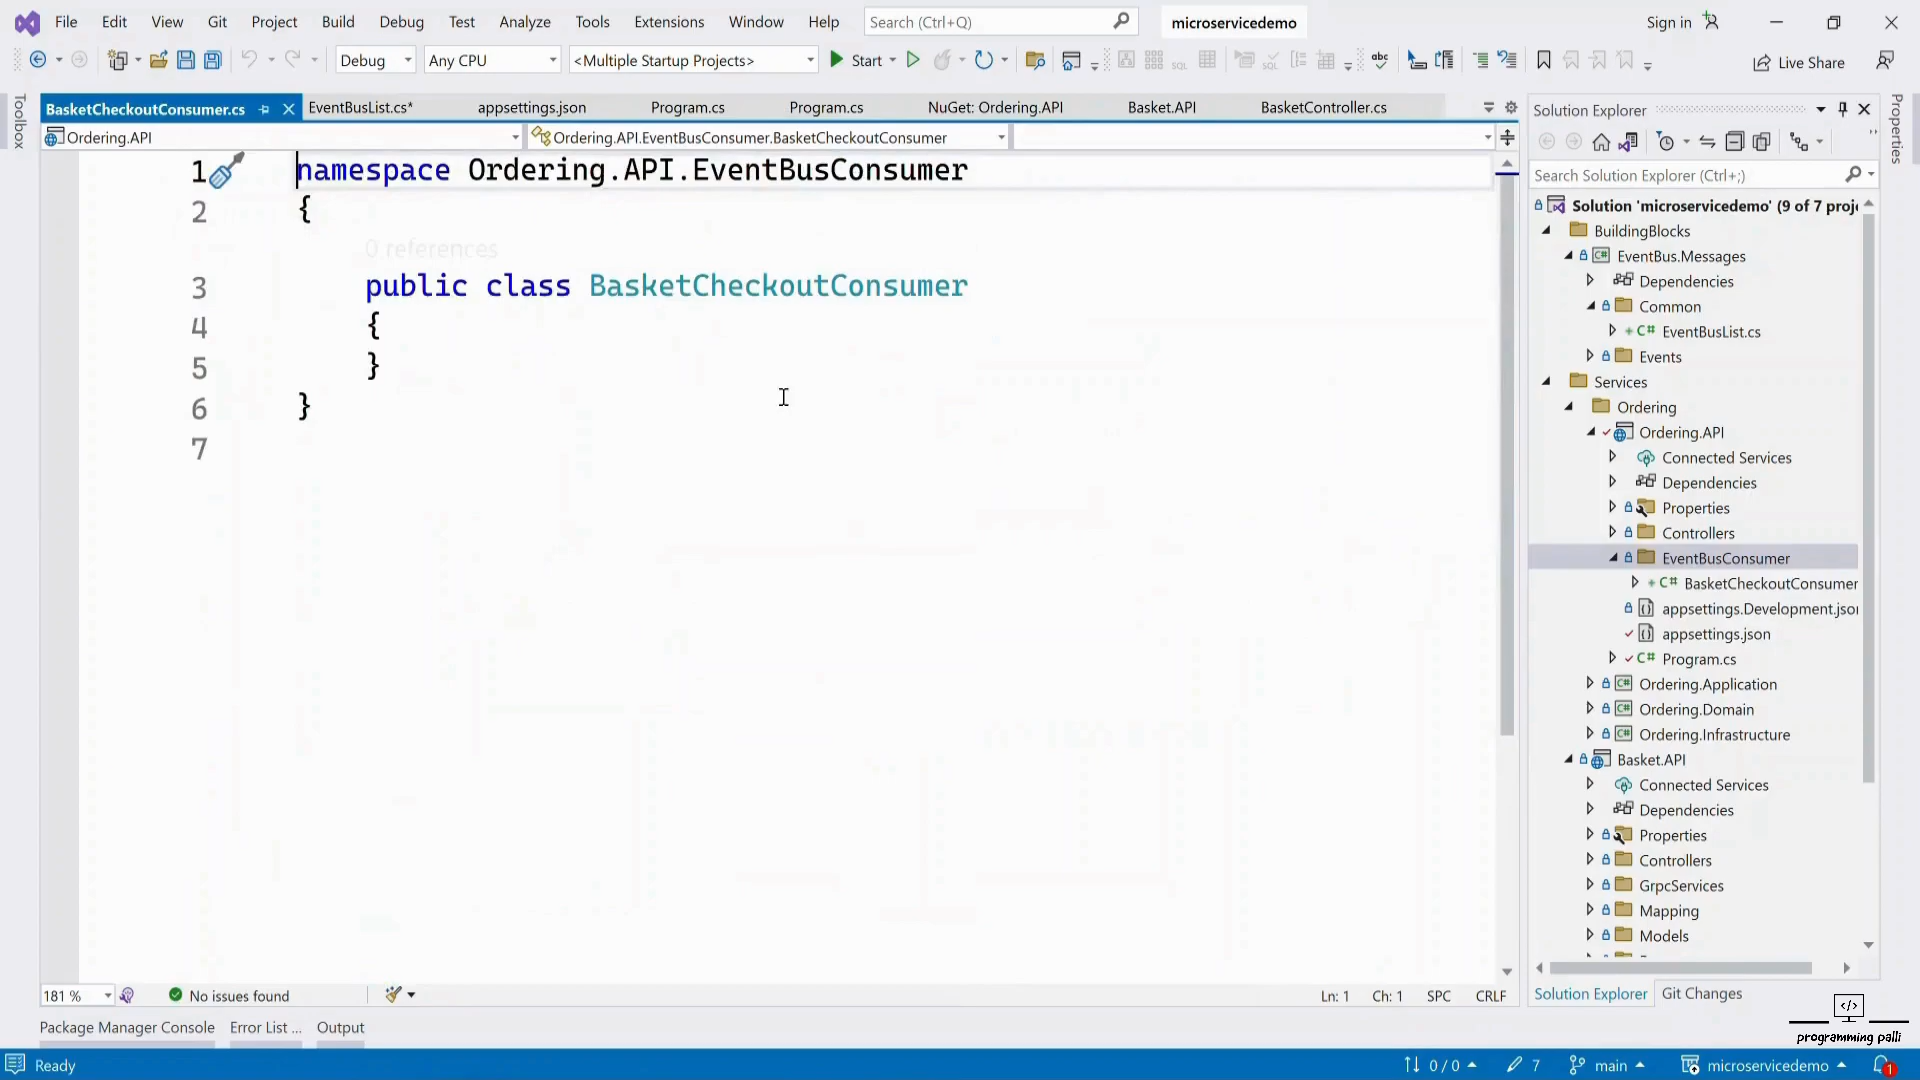 File Edit View Git Project Build Debug Test Analyze Tools Extensions Window Help Search (Ctrl+Q) microservicedemo Sign in
Debug Any CPU <Multiple Startup Projects> Start Live Share
Toolbox
BasketCheckoutConsumer.cs EventBusList.cs* appsettings.json Program.cs Program.cs NuGet: Ordering.API Basket.API BasketController.cs
Ordering.API Ordering.API.EventBusConsumer.BasketCheckoutConsumer
1 namespace Ordering.API.EventBusConsumer
2 {
0 references
3 public class BasketCheckoutConsumer
4 {
5 }
6 }
7
181 % No issues found Ln: 1 Ch: 1 SPC CRLF
Package Manager Console Error List ... Output
Solution Explorer
Properties
Search Solution Explorer (Ctrl+;)
Solution 'microservicedemo' (9 of 7 proje
BuildingBlocks
EventBus.Messages
Dependencies
Common
EventBusList.cs
Events
Services
Ordering
Ordering.API
Connected Services
Dependencies
Properties
Controllers
EventBusConsumer
BasketCheckoutConsumer
appsettings.Development.json
appsettings.json
Program.cs
Ordering.Application
Ordering.Domain
Ordering.Infrastructure
Basket.API
Connected Services
Dependencies
Properties
Controllers
GrpcServices
Mapping
Models
Solution Explorer Git Changes
</>
programming palli
Ready 0 / 0 7 main microservicedemo 1